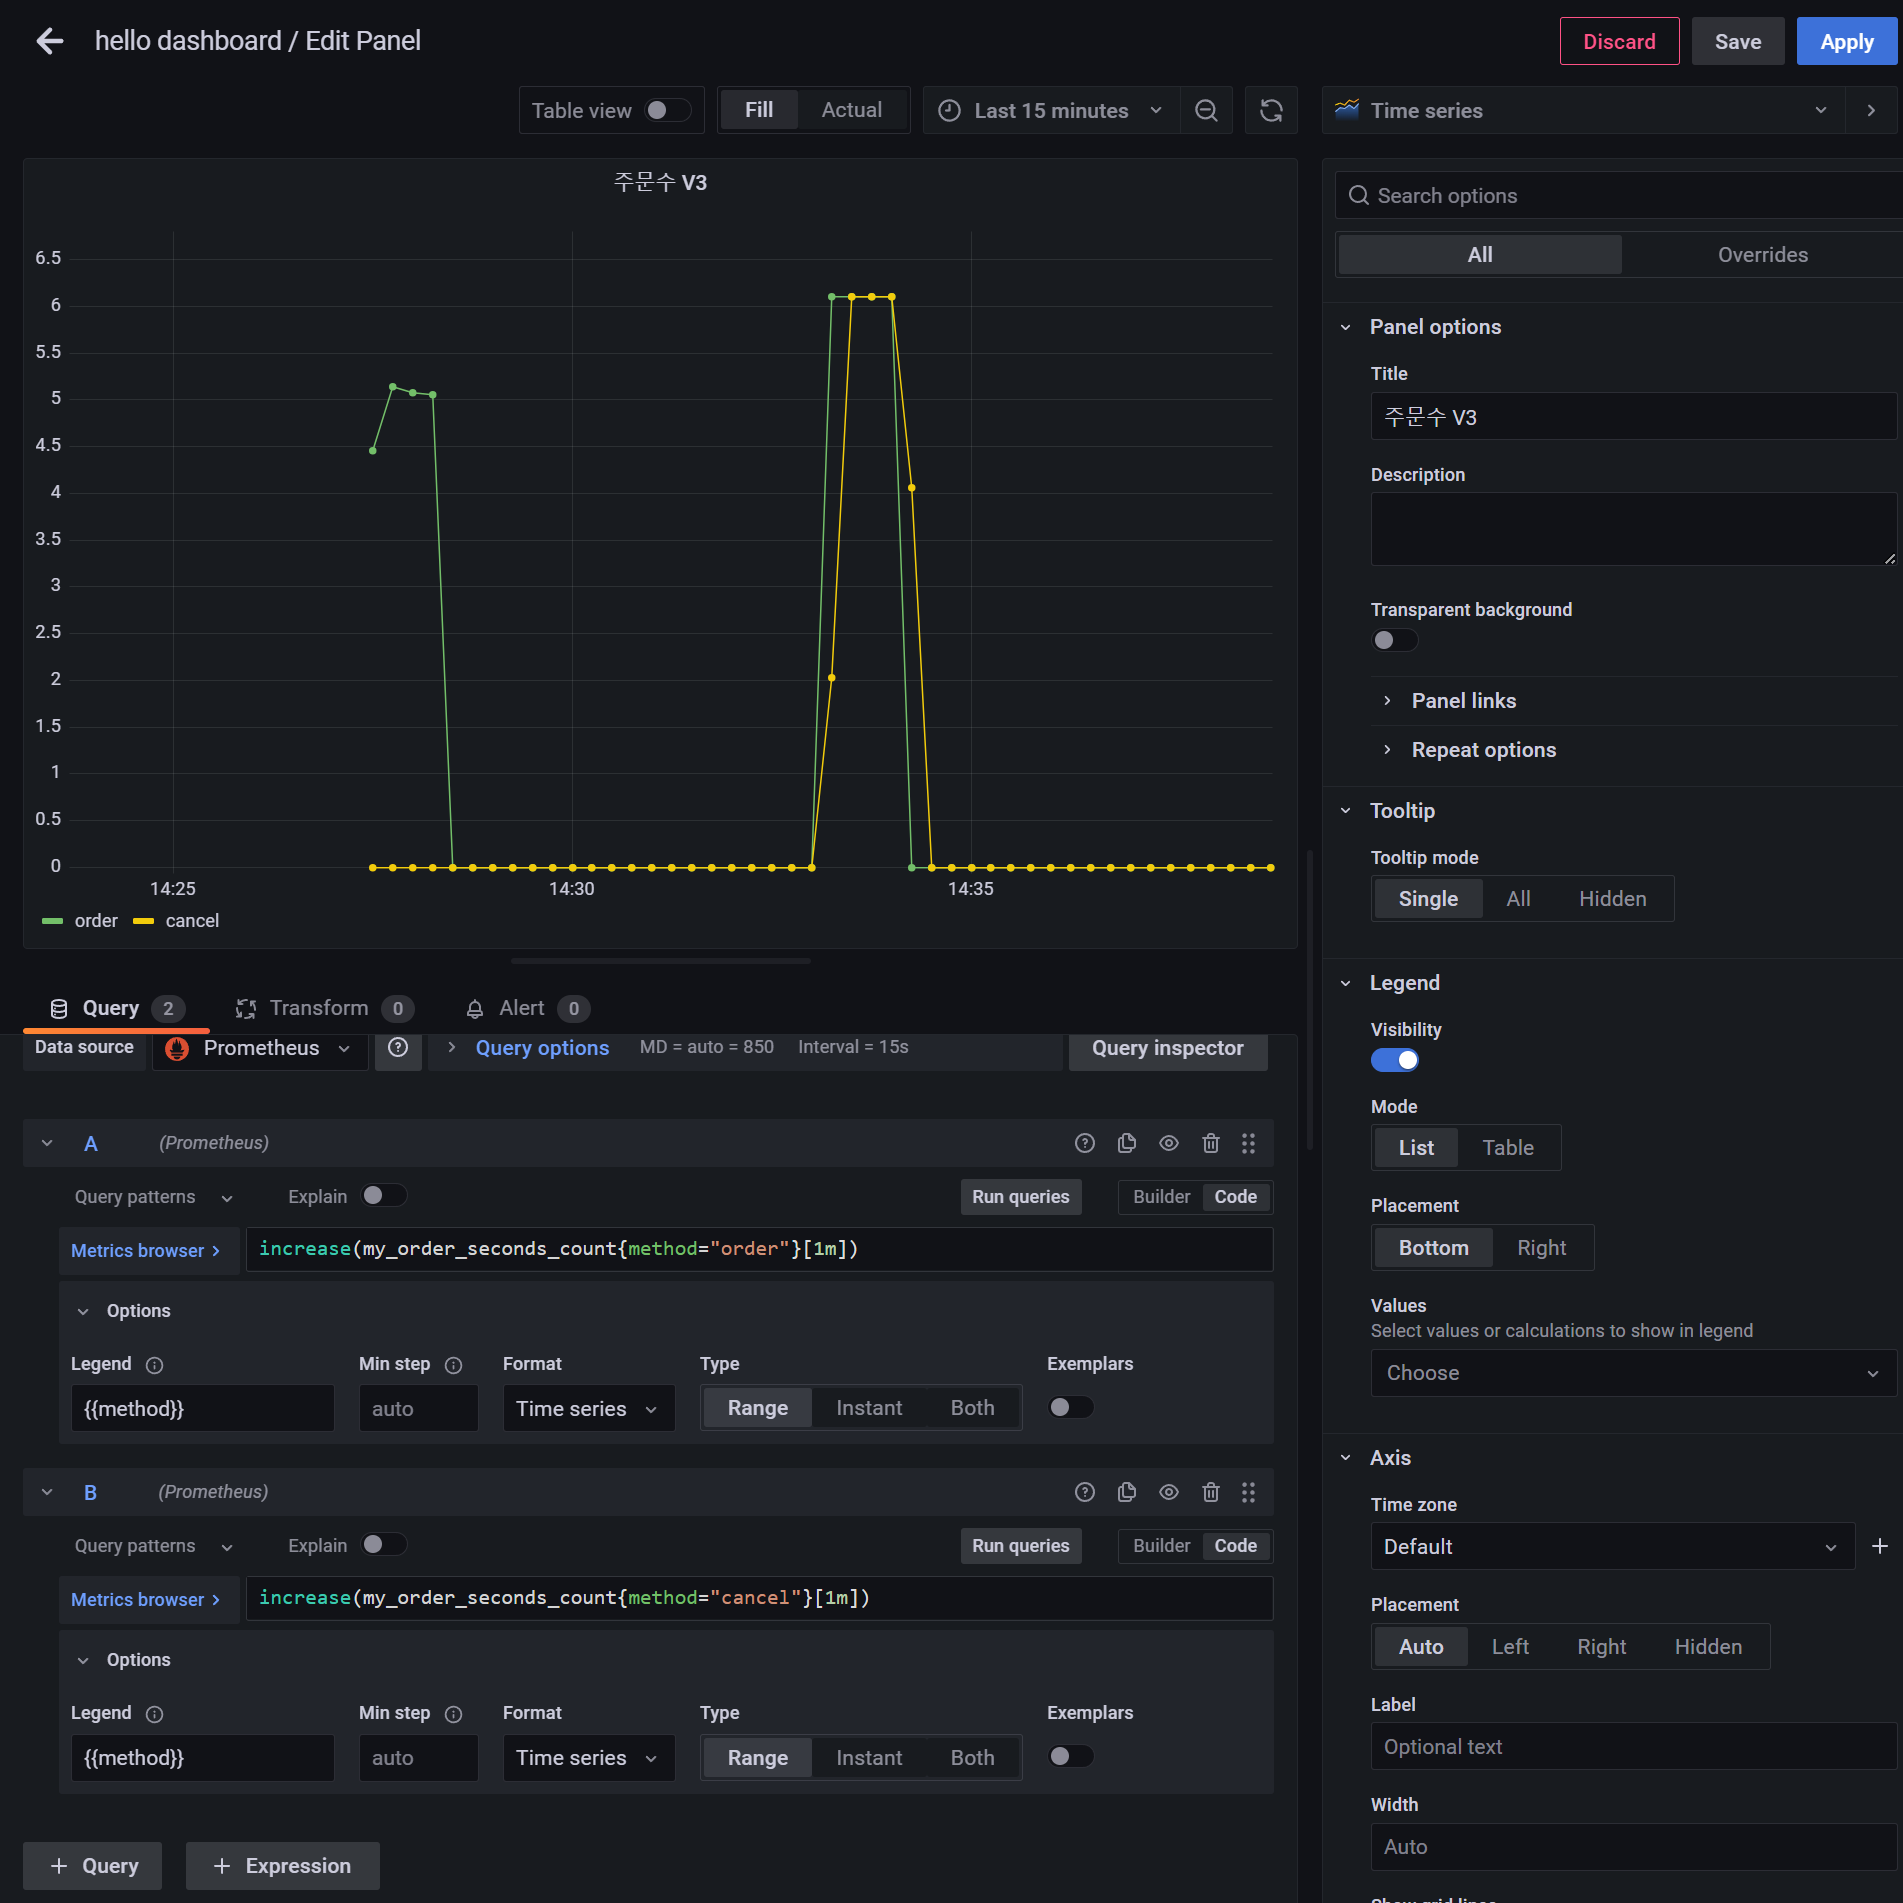 hello dashboard / Edit Panel
Discard
Save
Apply
Table view
Fill
Actual
Last 15 minutes
Time series
주문수 V3
6.5
6
5.5
5
4.5
4
3.5
3
2.5
2
1.5
1
0.5
0
14:25
14:30
14:35
order
cancel
Search options
All
Overrides
Panel options
Title
주문수 V3
Description
Transparent background
Panel links
Repeat options
Tooltip
Tooltip mode
Single
All
Hidden
Legend
Visibility
Mode
List
Table
Placement
Bottom
Right
Values
Select values or calculations to show in legend
Choose
Axis
Time zone
Default
Placement
Auto
Left
Right
Hidden
Label
Optional text
Width
Auto
Show grid lines
Query 2
Transform 0
Alert 0
Data source
Prometheus
Query options
MD = auto = 850
Interval = 15s
Query inspector
A
(Prometheus)
Query patterns
Explain
Run queries
Builder
Code
Metrics browser >
increase(my_order_seconds_count{method="order"}[1m])
Options
Legend
Min step
Format
Type
Exemplars
{{method}}
auto
Time series
Range
Instant
Both
B
(Prometheus)
Query patterns
Explain
Run queries
Builder
Code
Metrics browser >
increase(my_order_seconds_count{method="cancel"}[1m])
Options
Legend
Min step
Format
Type
Exemplars
{{method}}
auto
Time series
Range
Instant
Both
+ Query
+ Expression